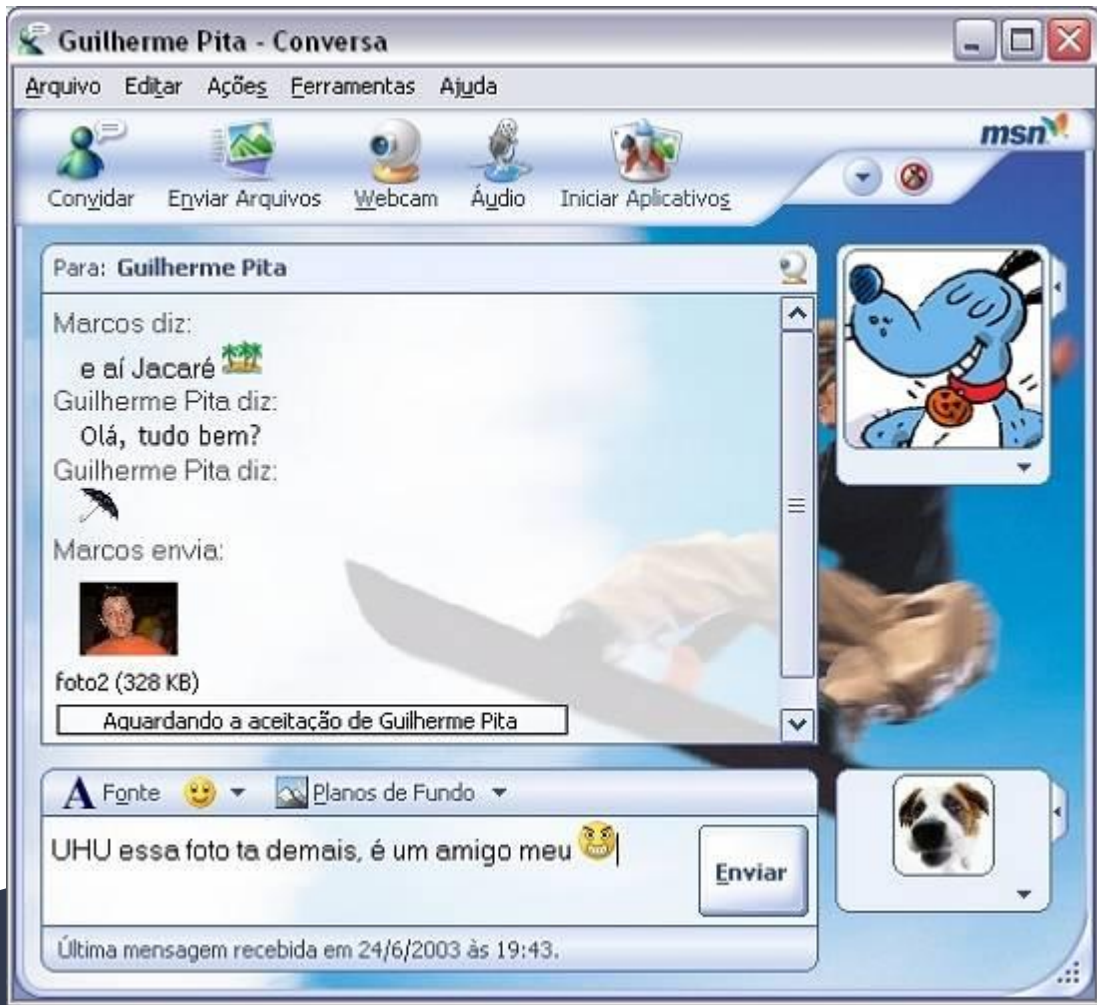 Guilherme Pita - Conversa
Arquivo Editar Ações Ferramentas Ajuda
msn
Convidar Enviar Arquivos Webcam Áudio Iniciar Aplicativos
Para: Guilherme Pita
Marcos diz:
e aí Jacaré
Guilherme Pita diz:
Olá, tudo bem?
Guilherme Pita diz:
Marcos envia:
foto2 (328 KB)
Aguardando a aceitação de Guilherme Pita
A Fonte Planos de Fundo
UHU essa foto ta demais, é um amigo meu
Enviar
Última mensagem recebida em 24/6/2003 às 19:43.